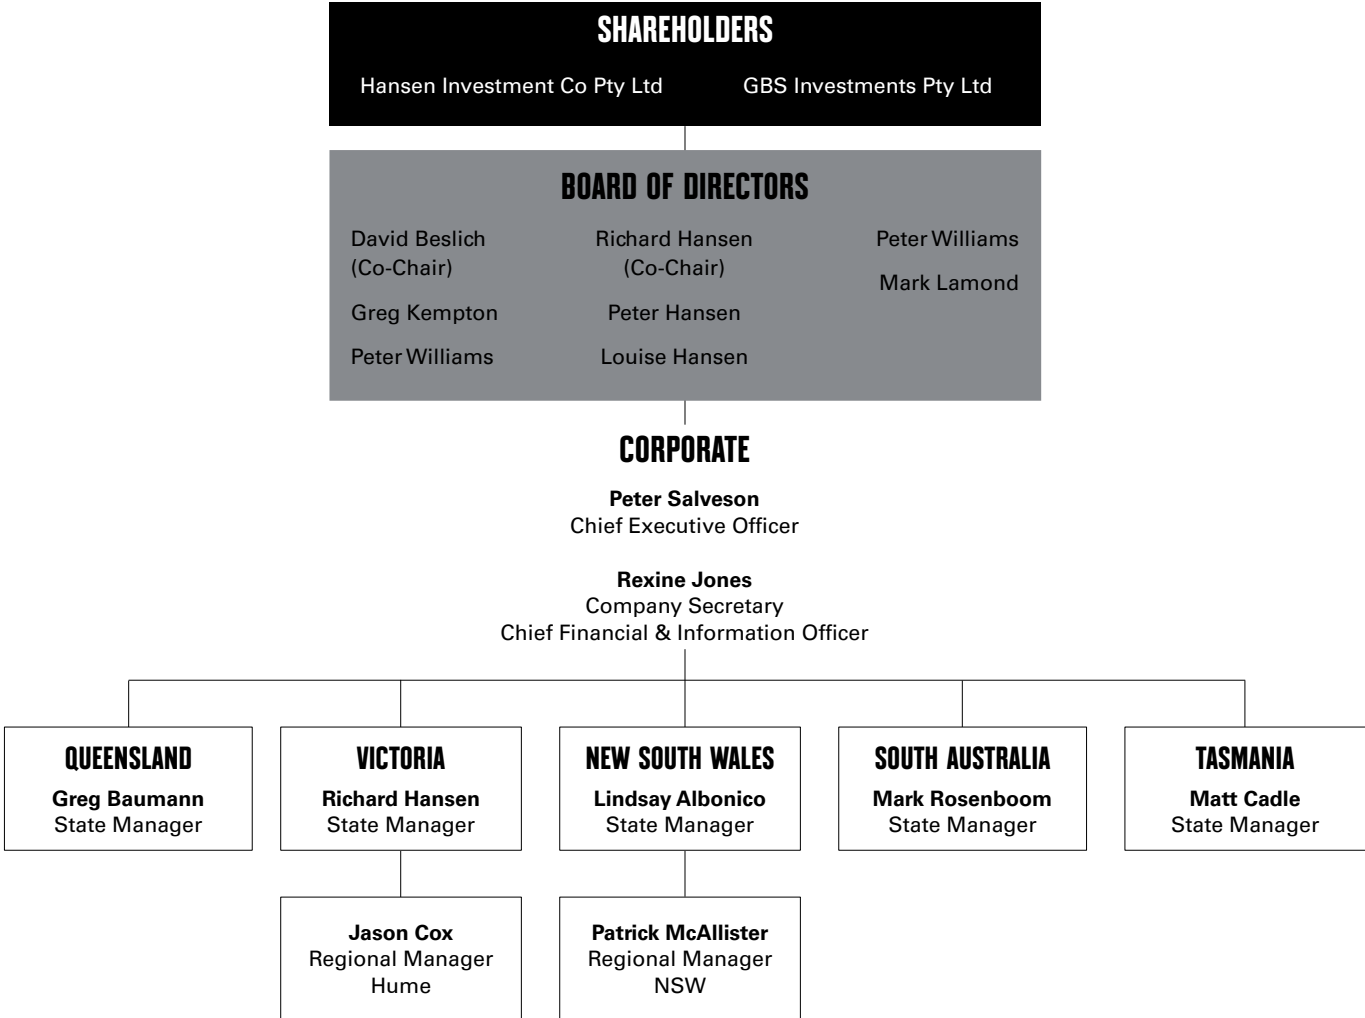 SHAREHOLDERS
Hansen Investment Co Pty Ltd
GBS Investments Pty Ltd
BOARD OF DIRECTORS
David Beslich
(Co-Chair)
Greg Kempton
Peter Williams
Richard Hansen
(Co-Chair)
Peter Hansen
Louise Hansen
Peter Williams
Mark Lamond
CORPORATE
Peter Salveson
Chief Executive Officer
Rexine Jones
Company Secretary
Chief Financial & Information Officer
QUEENSLAND
Greg Baumann
State Manager
VICTORIA
Richard Hansen
State Manager
Jason Cox
Regional Manager
Hume
NEW SOUTH WALES
Lindsay Albonico
State Manager
Patrick McAllister
Regional Manager
NSW
SOUTH AUSTRALIA
Mark Rosenboom
State Manager
TASMANIA
Matt Cadle
State Manager